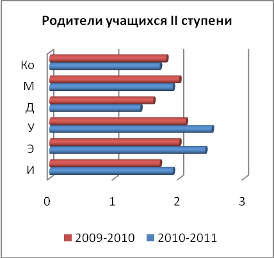 Родители учащихся II ступени
Ко
М
Д
У
Э
И
0 1 2 3
2009-2010 2010-2011